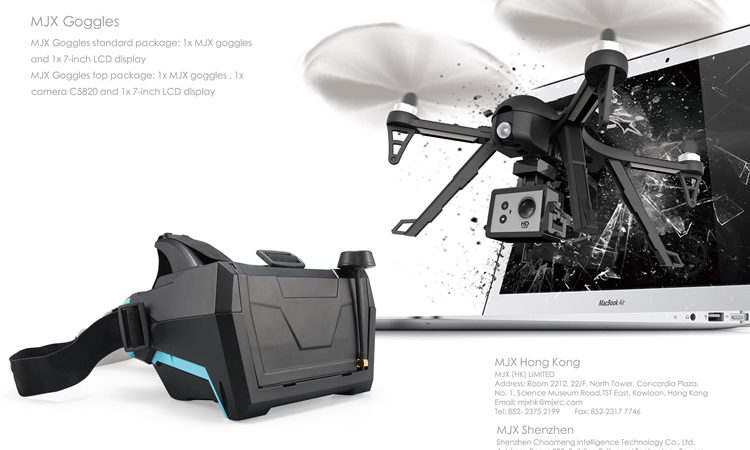 MJX Goggles
MJX Goggles standard package: 1x MJX goggles
and 1x 7-inch LCD display
MJX Goggles top package: 1x MJX goggles , 1x
camera C5820 and 1x 7-inch LCD display
HD
MacBook Air
MJX Hong Kong
MJX (HK) LIMITED
Address: Room 2212, 22/F, North Tower, Concordia Plaza,
No. 1, Science Museum Road,TST East, Kowloon, Hong Kong
Email: mjxhk@mjxrc.com
Tel: 852- 2375 2199 Fax: 852-2317 7746
MJX Shenzhen
Shenzhen Chaomeng Intelligence Technology Co., Ltd.